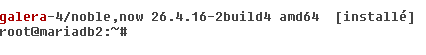 galera-4/noble,now 26.4.16-2build4 amd64  [installé]
root@mariadb2:~#